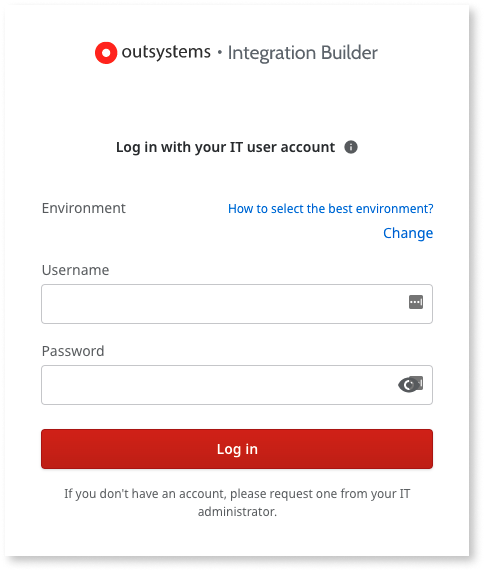 outsystems • Integration Builder
Log in with your IT user account
Environment
How to select the best environment?
Change
Username
Password
Log in
If you don't have an account, please request one from your IT
administrator.